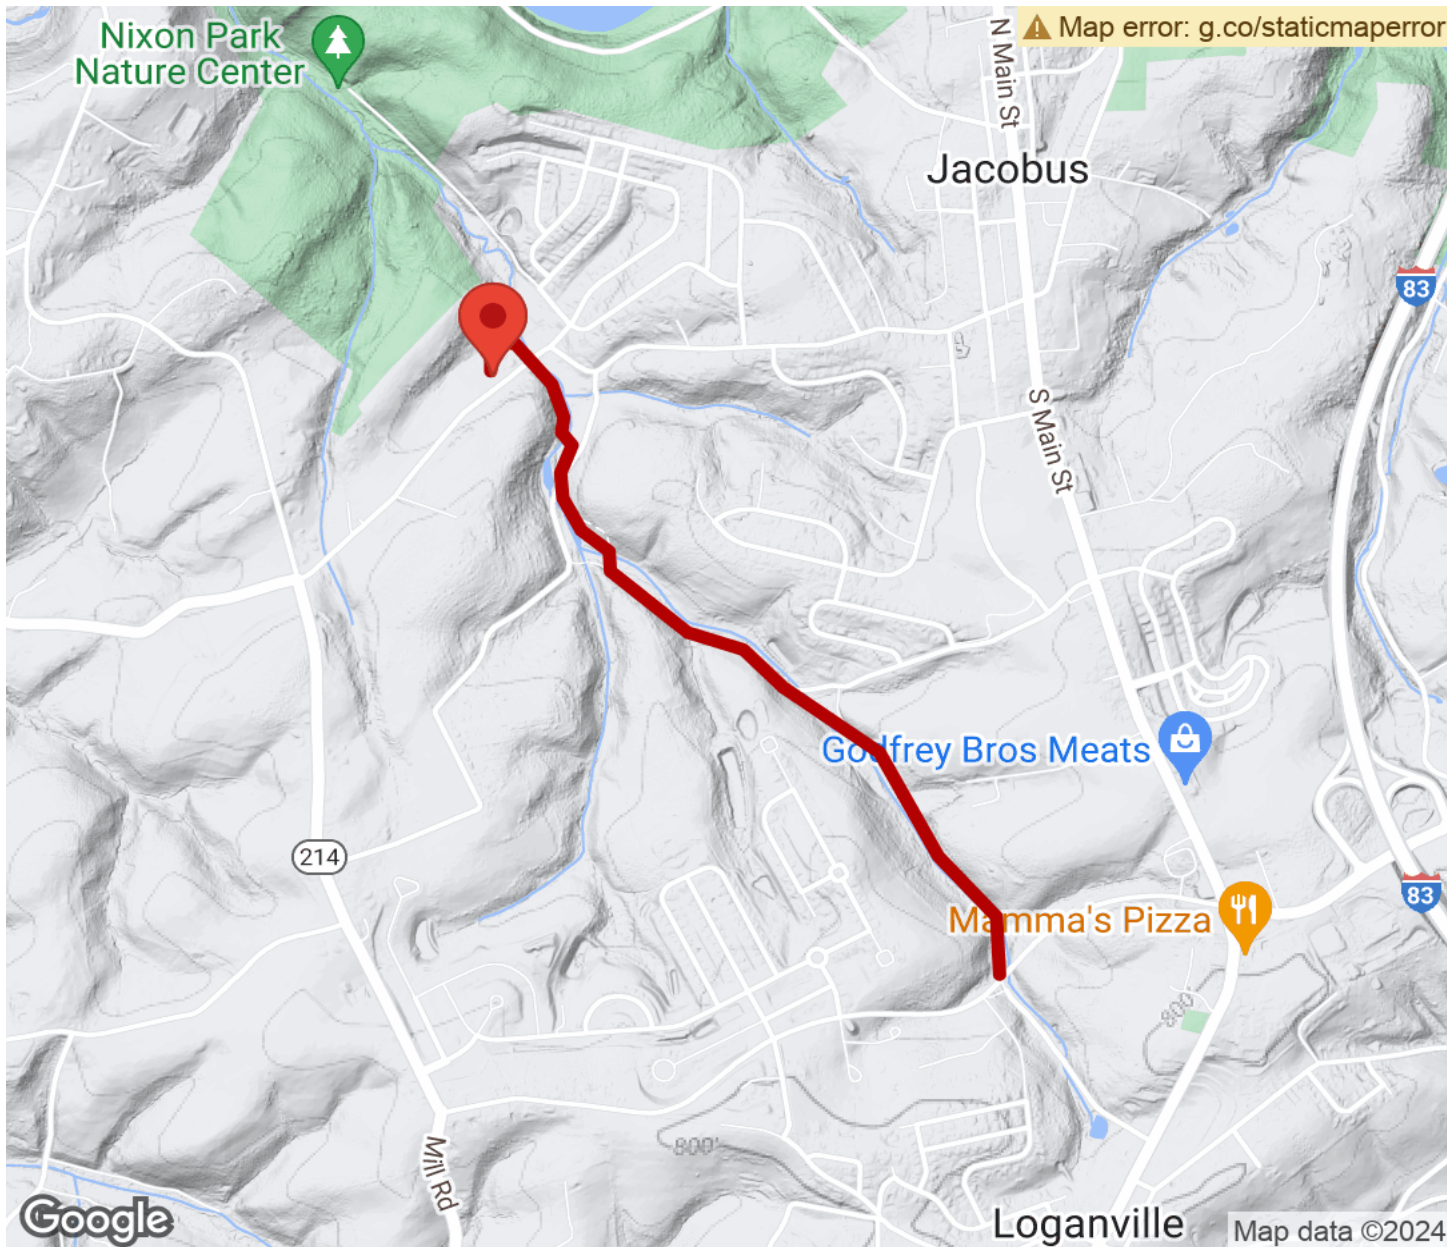 Nixon Park
Nature Center
Map error: g.co/staticmaperror
N Main St
Jacobus
83
S Main St
Godfrey Bros Meats
214
83
Mamma's Pizza
800
800'
Mill Rd
Google
Loganville
Map data ©2024